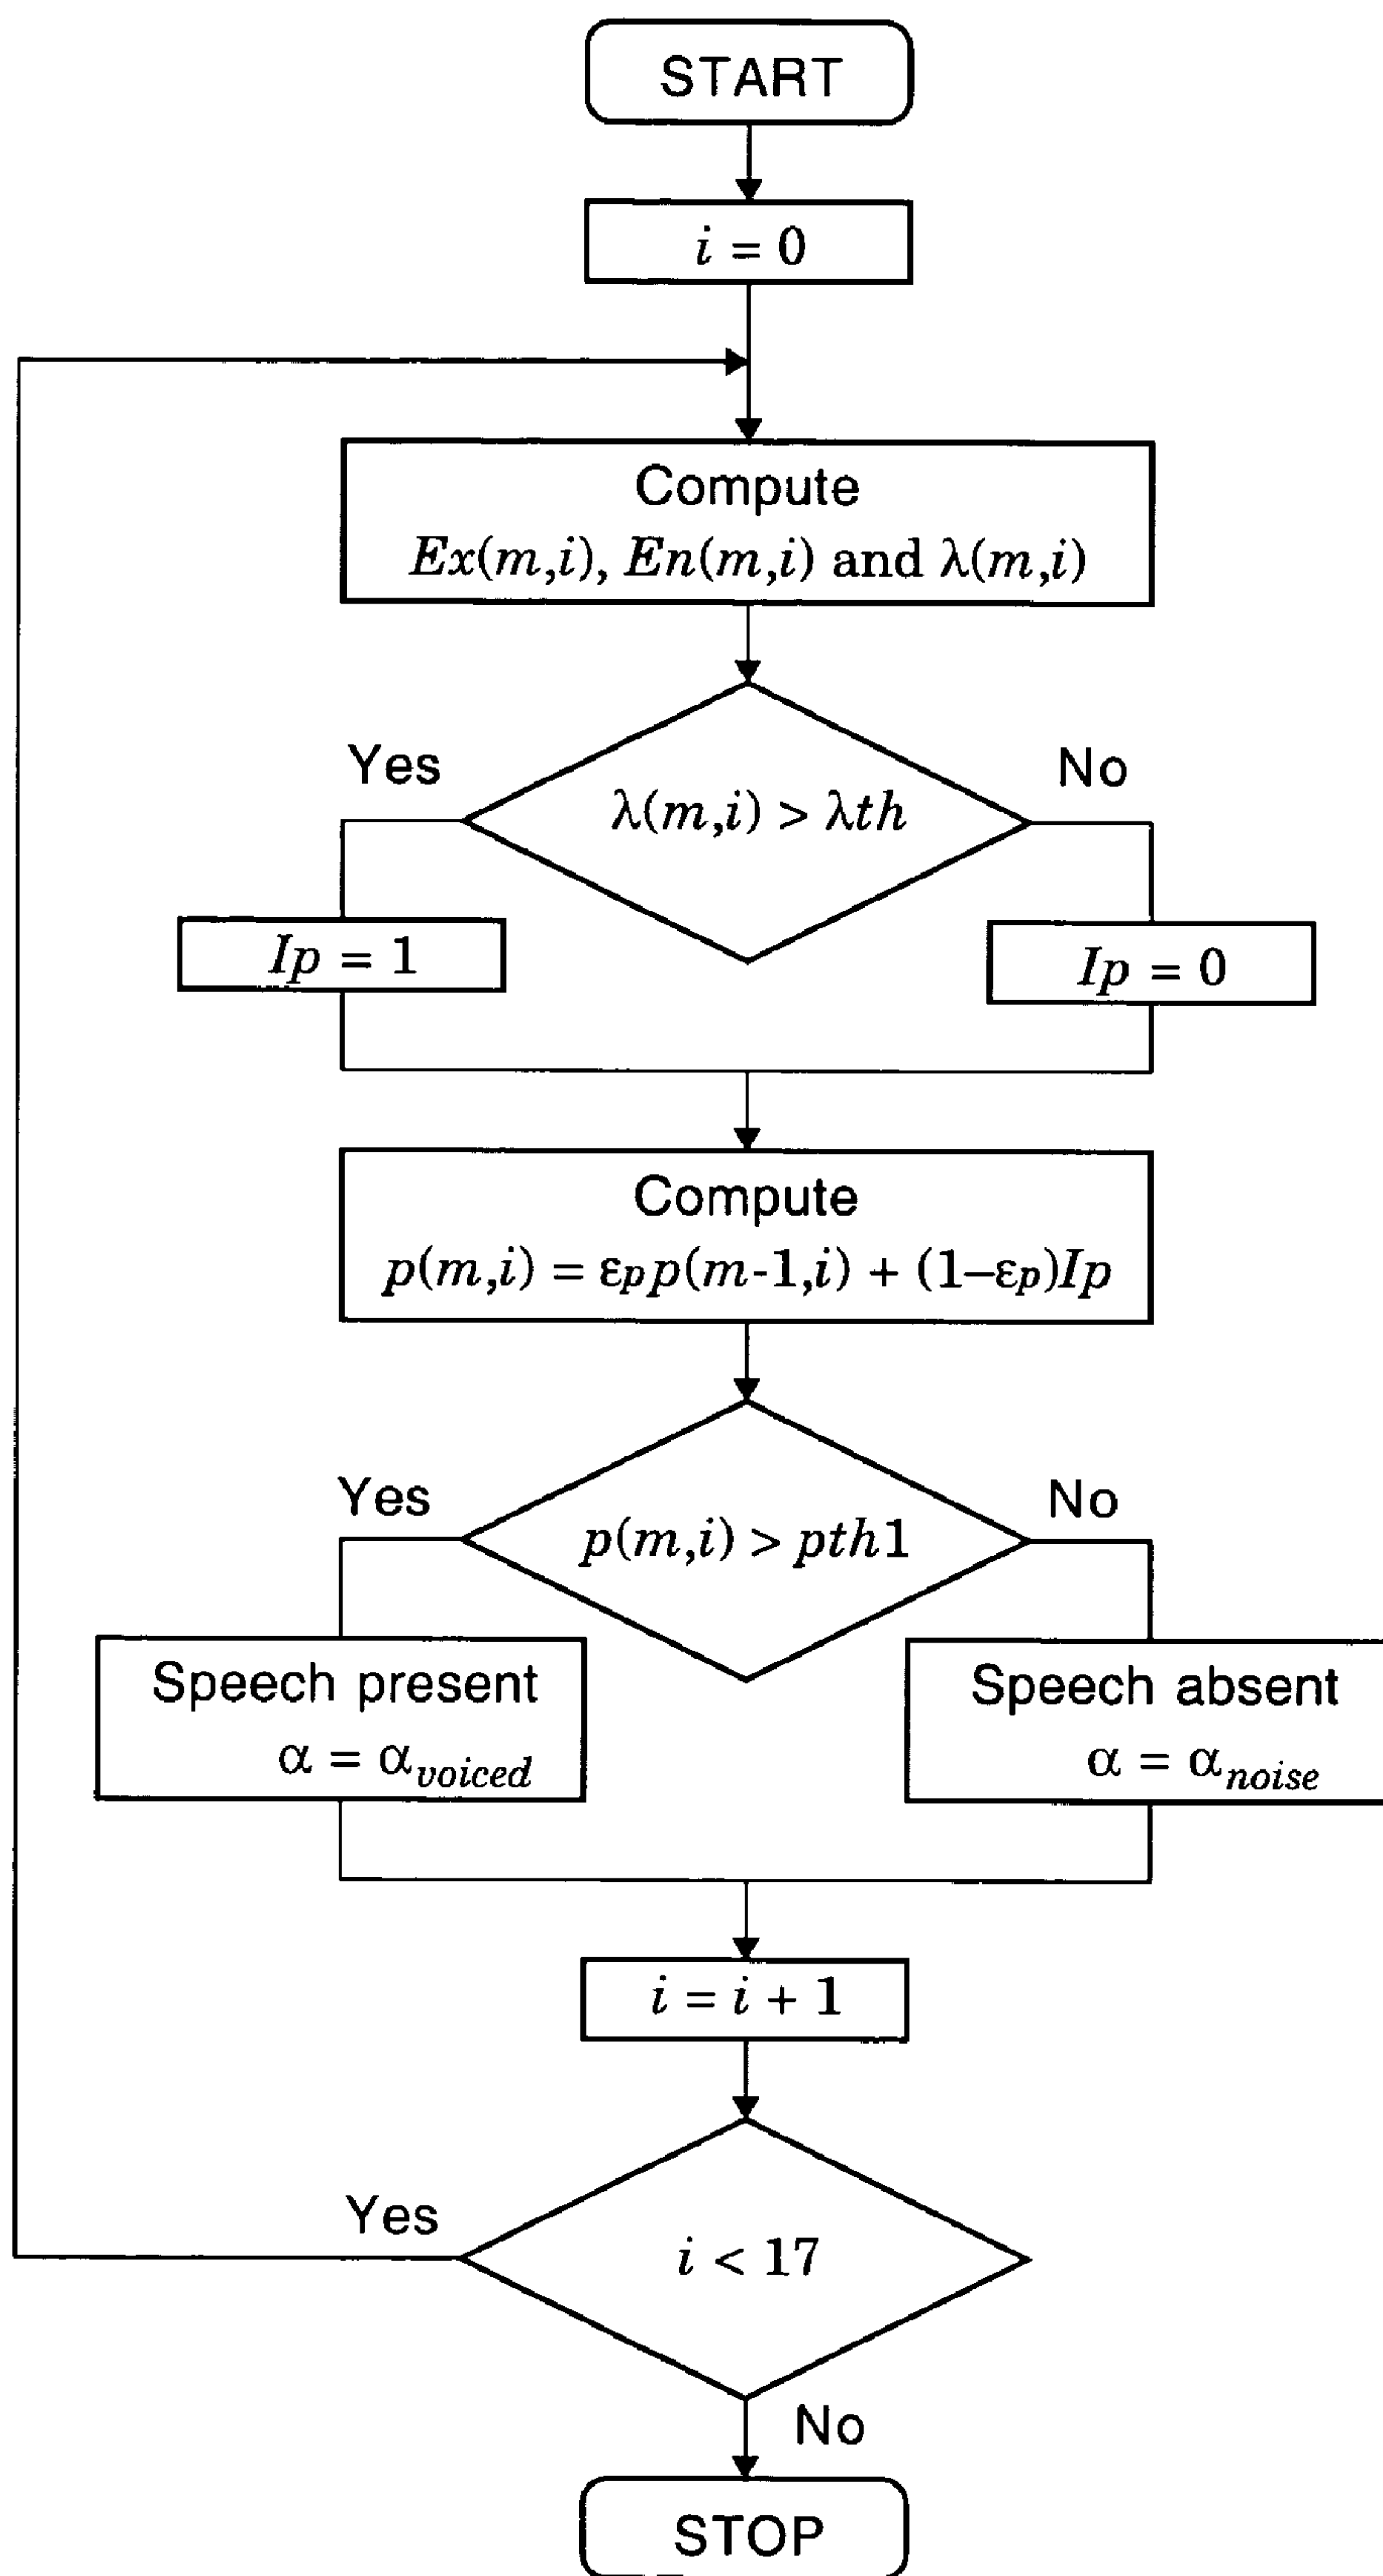 START
i = 0
Compute
Ex(m,i), En(m,i) and λ(m,i)
Yes
No
λ(m,i) > λth
Ip = 1
Ip = 0
Compute
p(m,i) = εp p(m-1,i) + (1–εp)Ip
Yes
No
p(m,i) > pth1
Speech present
α = αvoiced
Speech absent
α = αnoise
i = i + 1
Yes
i < 17
No
STOP